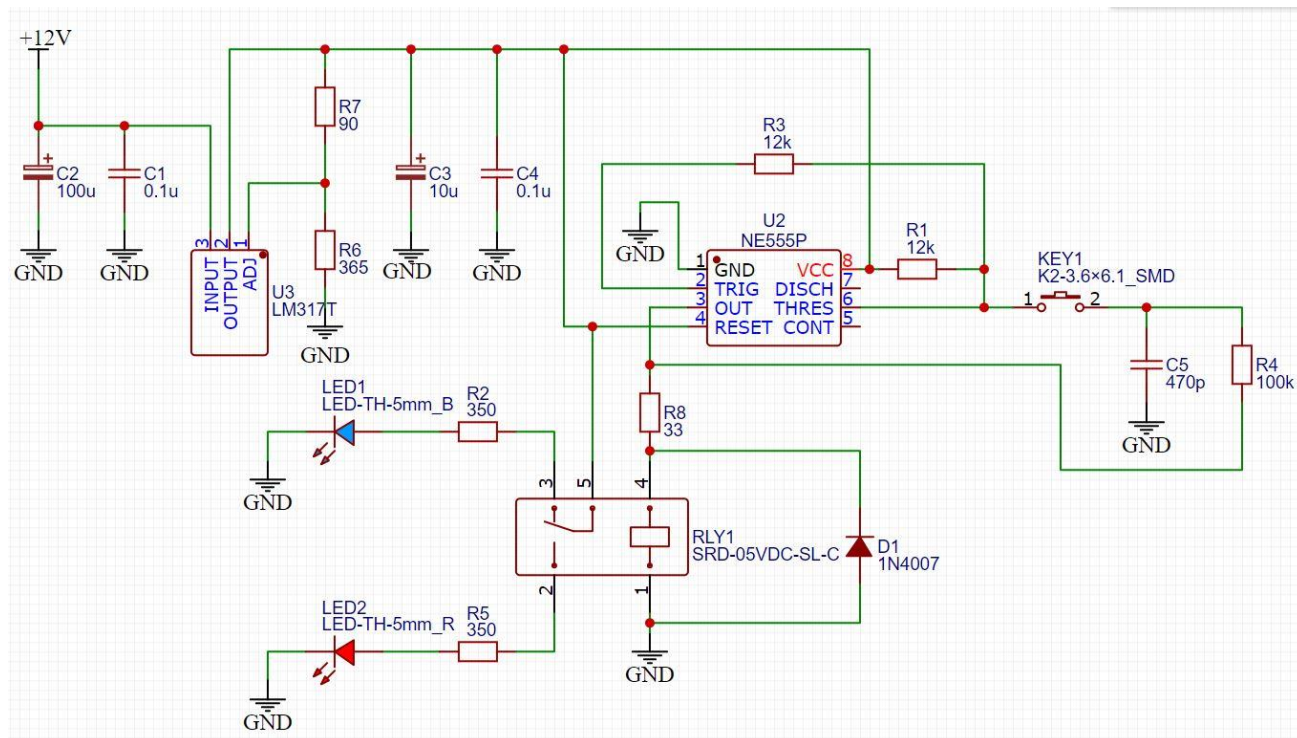 +12V
C2
100u
GND
C1
0.1u
GND
3
2
1
INPUT
OUTPUT
ADJ
U3
LM317T
R7
90
R6
365
GND
C3
10u
GND
C4
0.1u
GND
R3
12k
GND
U2
NE555P
1
GND
2
TRIG
3
OUT
4
RESET
VCC
8
DISCH
7
THRES
6
CONT
5
R1
12k
KEY1
K2-3.6×6.1_SMD
1
2
C5
470p
GND
R4
100k
R8
33
LED1
LED-TH-5mm_B
R2
350
GND
3
5
4
RLY1
SRD-05VDC-SL-C
2
1
D1
1N4007
GND
LED2
LED-TH-5mm_R
R5
350
GND